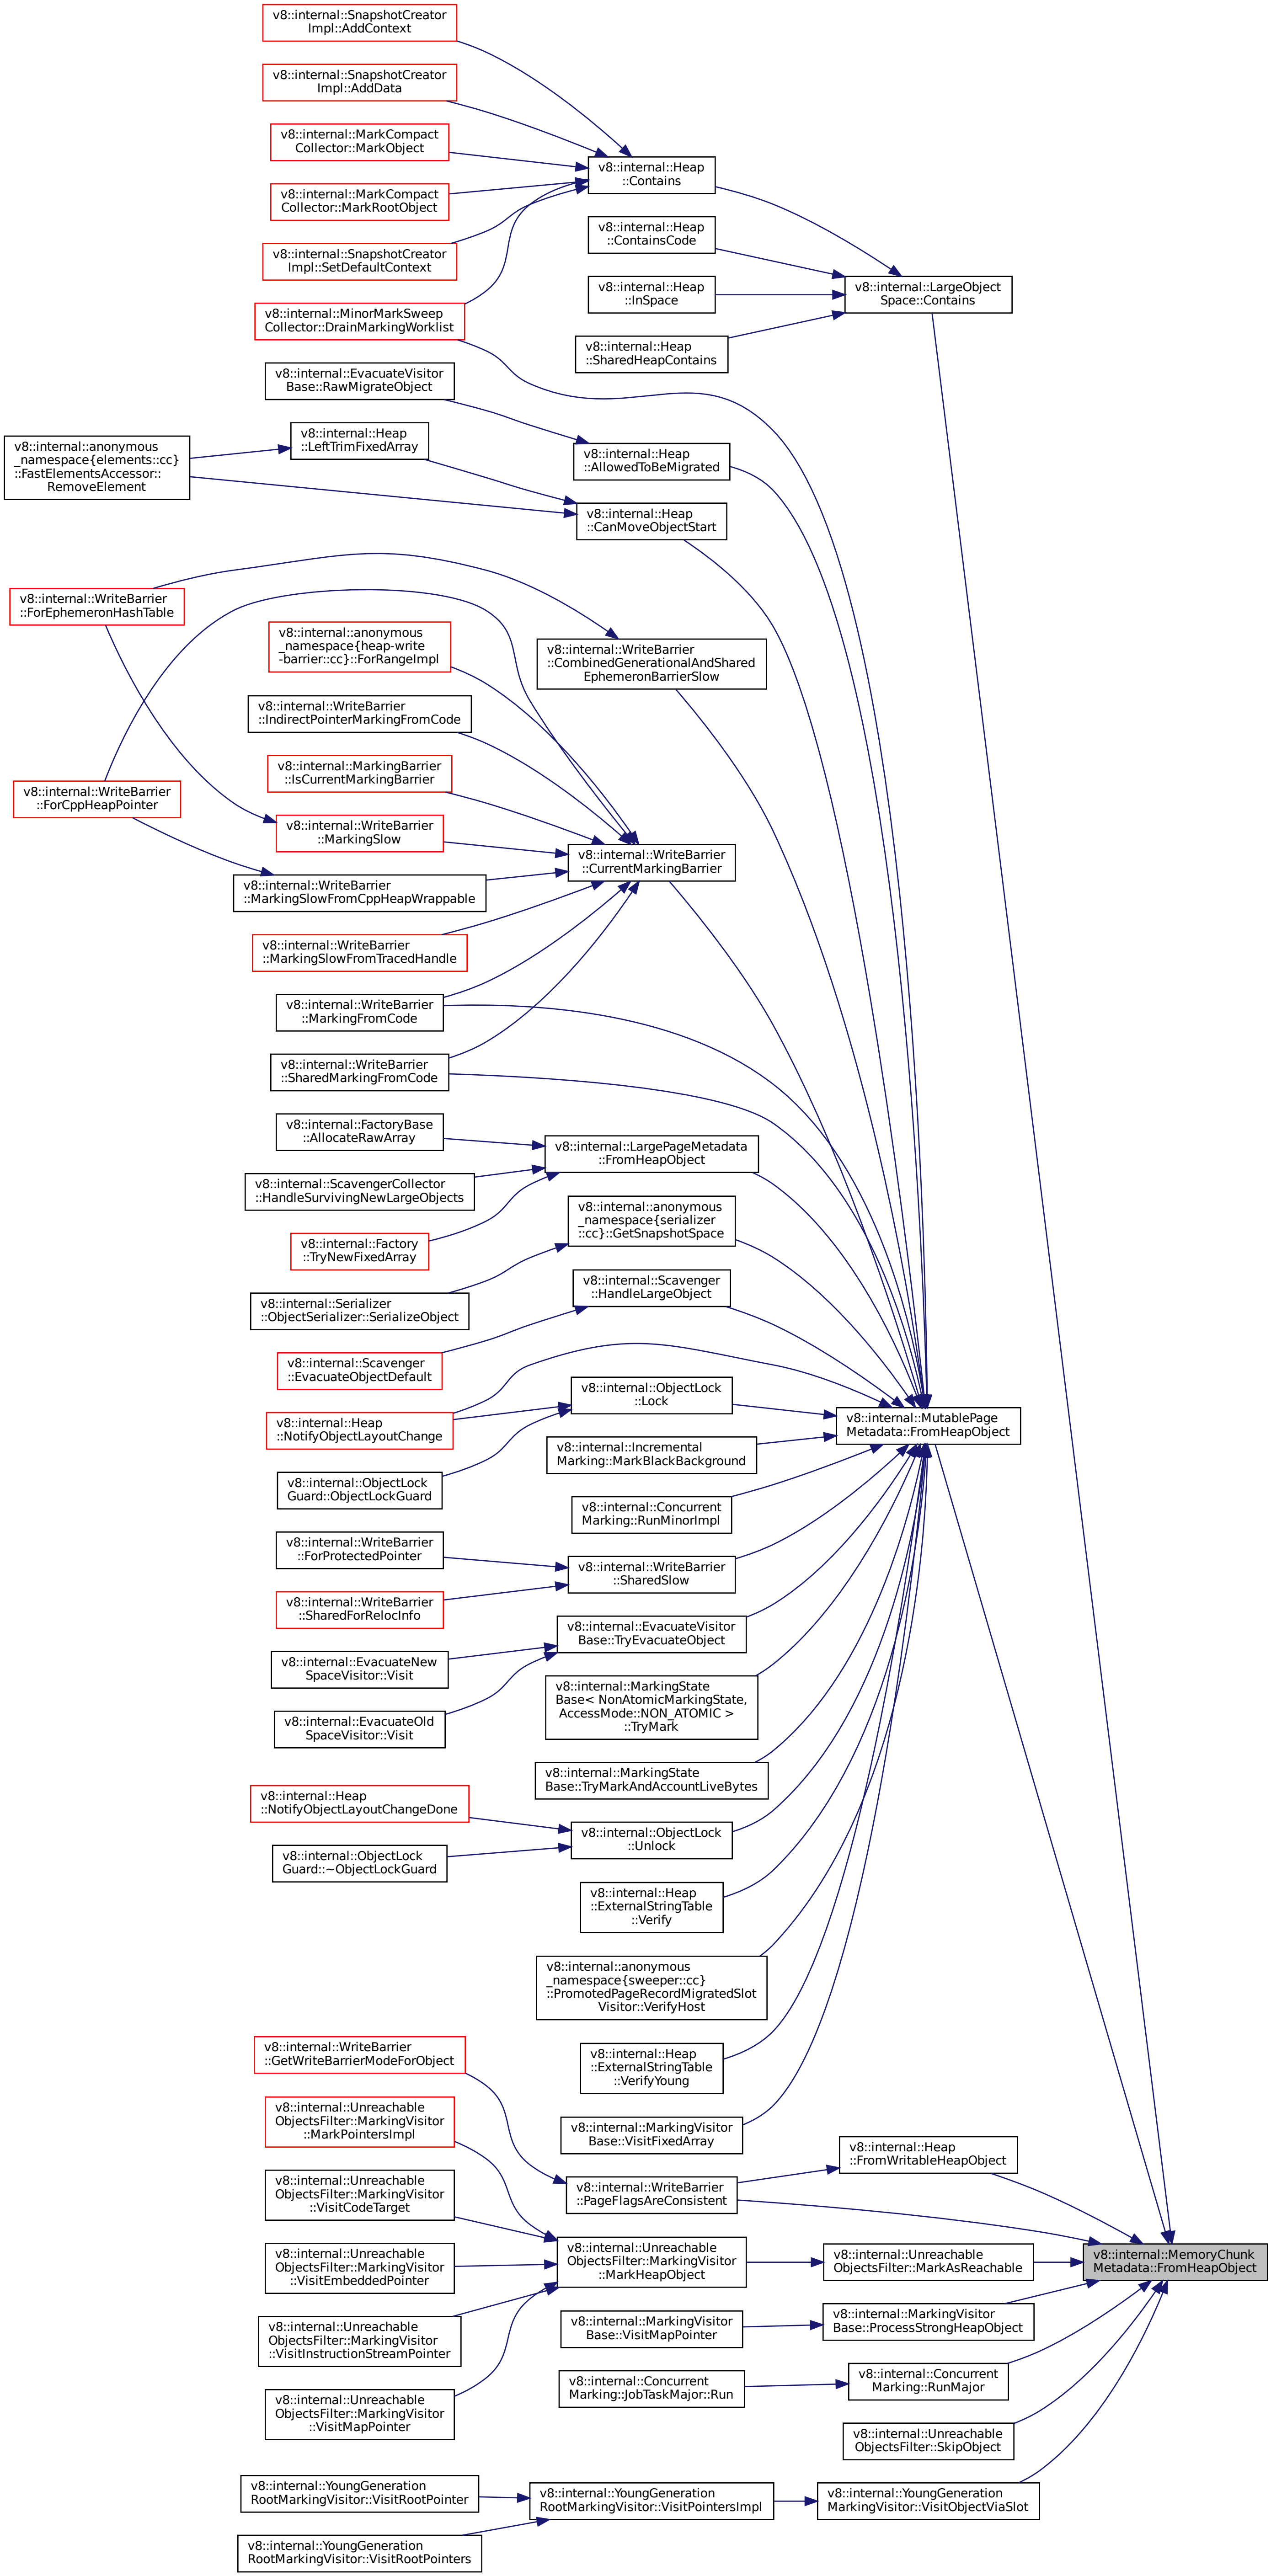 v8::internal::SnapshotCreator
Impl::AddContext
v8::internal::SnapshotCreator
Impl::AddData
v8::internal::MarkCompact
Collector::MarkObject
v8::internal::Heap
::Contains
v8::internal::MarkCompact
Collector::MarkRootObject
v8::internal::Heap
::ContainsCode
v8::internal::SnapshotCreator
Impl::SetDefaultContext
v8::internal::Heap
::InSpace
v8::internal::LargeObject
Space::Contains
v8::internal::MinorMarkSweep
Collector::DrainMarkingWorklist
v8::internal::Heap
::SharedHeapContains
v8::internal::EvacuateVisitor
Base::RawMigrateObject
v8::internal::Heap
::LeftTrimFixedArray
v8::internal::anonymous
_namespace{elements::cc}
::FastElementsAccessor::
RemoveElement
v8::internal::Heap
::AllowedToBeMigrated
v8::internal::Heap
::CanMoveObjectStart
v8::internal::WriteBarrier
::ForEphemeronHashTable
v8::internal::anonymous
_namespace{heap-write
-barrier::cc}::ForRangeImpl
v8::internal::WriteBarrier
::CombinedGenerationalAndShared
EphemeronBarrierSlow
v8::internal::WriteBarrier
::IndirectPointerMarkingFromCode
v8::internal::MarkingBarrier
::IsCurrentMarkingBarrier
v8::internal::WriteBarrier
::ForCppHeapPointer
v8::internal::WriteBarrier
::MarkingSlow
v8::internal::WriteBarrier
::CurrentMarkingBarrier
v8::internal::WriteBarrier
::MarkingSlowFromCppHeapWrappable
v8::internal::WriteBarrier
::MarkingSlowFromTracedHandle
v8::internal::WriteBarrier
::MarkingFromCode
v8::internal::WriteBarrier
::SharedMarkingFromCode
v8::internal::FactoryBase
::AllocateRawArray
v8::internal::LargePageMetadata
::FromHeapObject
v8::internal::ScavengerCollector
::HandleSurvivingNewLargeObjects
v8::internal::anonymous
_namespace{serializer
::cc}::GetSnapshotSpace
v8::internal::Factory
::TryNewFixedArray
v8::internal::Scavenger
::HandleLargeObject
v8::internal::Serializer
::ObjectSerializer::SerializeObject
v8::internal::Scavenger
::EvacuateObjectDefault
v8::internal::ObjectLock
::Lock
v8::internal::Heap
::NotifyObjectLayoutChange
v8::internal::MutablePage
Metadata::FromHeapObject
v8::internal::Incremental
Marking::MarkBlackBackground
v8::internal::ObjectLock
Guard::ObjectLockGuard
v8::internal::Concurrent
Marking::RunMinorImpl
v8::internal::WriteBarrier
::ForProtectedPointer
v8::internal::WriteBarrier
::SharedSlow
v8::internal::WriteBarrier
::SharedForRelocInfo
v8::internal::EvacuateVisitor
Base::TryEvacuateObject
v8::internal::EvacuateNew
SpaceVisitor::Visit
v8::internal::MarkingState
Base< NonAtomicMarkingState,
AccessMode::NON_ATOMIC >
::TryMark
v8::internal::EvacuateOld
SpaceVisitor::Visit
v8::internal::MarkingState
Base::TryMarkAndAccountLiveBytes
v8::internal::Heap
::NotifyObjectLayoutChangeDone
v8::internal::ObjectLock
::Unlock
v8::internal::ObjectLock
Guard::~ObjectLockGuard
v8::internal::Heap
::ExternalStringTable
::Verify
v8::internal::anonymous
_namespace{sweeper::cc}
::PromotedPageRecordMigratedSlot
Visitor::VerifyHost
v8::internal::WriteBarrier
::GetWriteBarrierModeForObject
v8::internal::Heap
::ExternalStringTable
::VerifyYoung
v8::internal::Unreachable
ObjectsFilter::MarkingVisitor
::MarkPointersImpl
v8::internal::MarkingVisitor
Base::VisitFixedArray
v8::internal::Heap
::FromWritableHeapObject
v8::internal::Unreachable
ObjectsFilter::MarkingVisitor
::VisitCodeTarget
v8::internal::WriteBarrier
::PageFlagsAreConsistent
v8::internal::Unreachable
ObjectsFilter::MarkingVisitor
::VisitEmbeddedPointer
v8::internal::Unreachable
ObjectsFilter::MarkingVisitor
::MarkHeapObject
v8::internal::Unreachable
ObjectsFilter::MarkAsReachable
v8::internal::MemoryChunk
Metadata::FromHeapObject
v8::internal::Unreachable
ObjectsFilter::MarkingVisitor
::VisitInstructionStreamPointer
v8::internal::MarkingVisitor
Base::VisitMapPointer
v8::internal::MarkingVisitor
Base::ProcessStrongHeapObject
v8::internal::Unreachable
ObjectsFilter::MarkingVisitor
::VisitMapPointer
v8::internal::Concurrent
Marking::JobTaskMajor::Run
v8::internal::Concurrent
Marking::RunMajor
v8::internal::Unreachable
ObjectsFilter::SkipObject
v8::internal::YoungGeneration
RootMarkingVisitor::VisitRootPointer
v8::internal::YoungGeneration
RootMarkingVisitor::VisitPointersImpl
v8::internal::YoungGeneration
MarkingVisitor::VisitObjectViaSlot
v8::internal::YoungGeneration
RootMarkingVisitor::VisitRootPointers